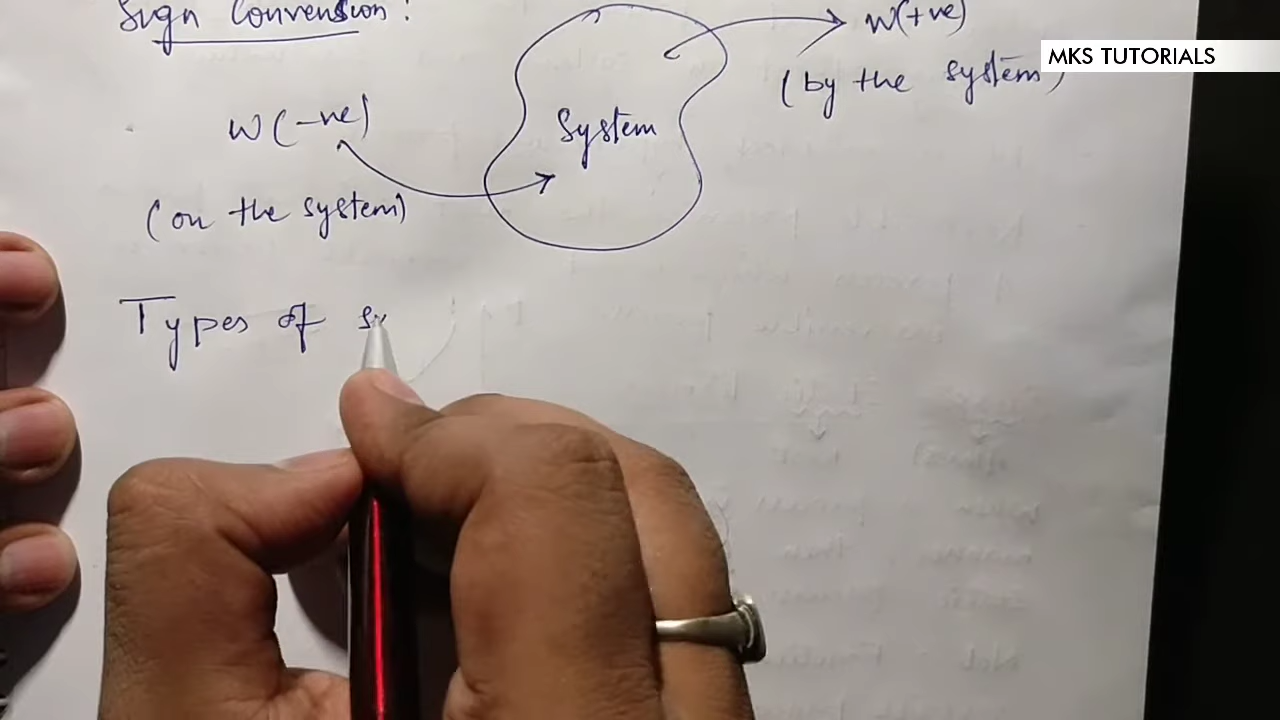 Sign Convension :
W(+ve)
MKS TUTORIALS
(by the system)
W(-ve)
System
(on the system)
Types of